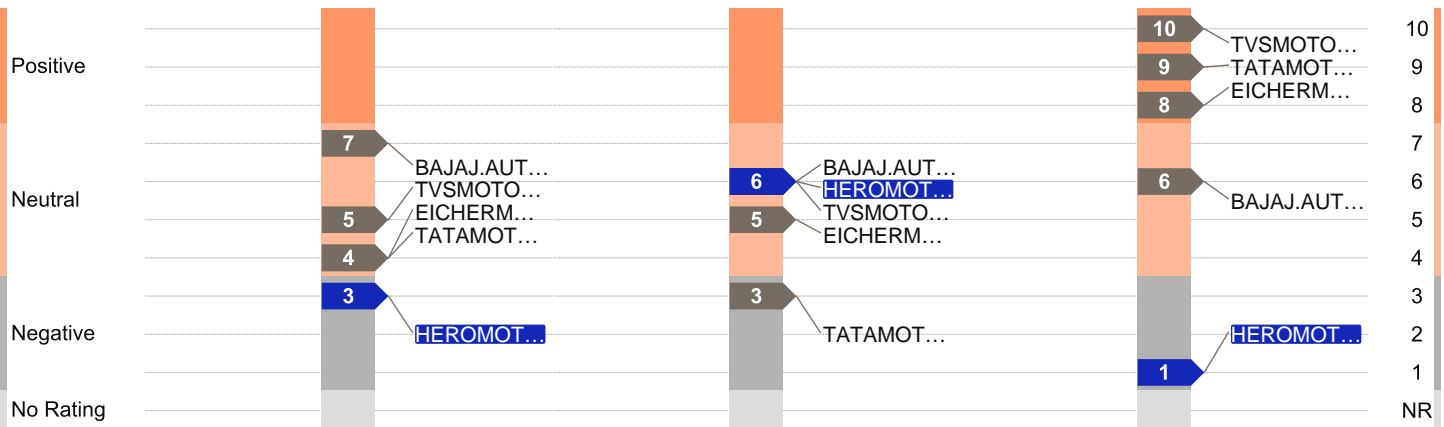 Positive
Neutral
Negative
No Rating
7
BAJAJ.AUT…
TVSMOTO…
5
EICHERM…
TATAMOT…
4
3
HEROMOT…
6
BAJAJ.AUT…
HEROMOT…
TVSMOTO…
5
EICHERM…
3
TATAMOT…
10
TVSMOTO…
9
TATAMOT…
EICHERM…
8
6
BAJAJ.AUT…
HEROMOT…
1
10
9
8
7
6
5
4
3
2
1
NR